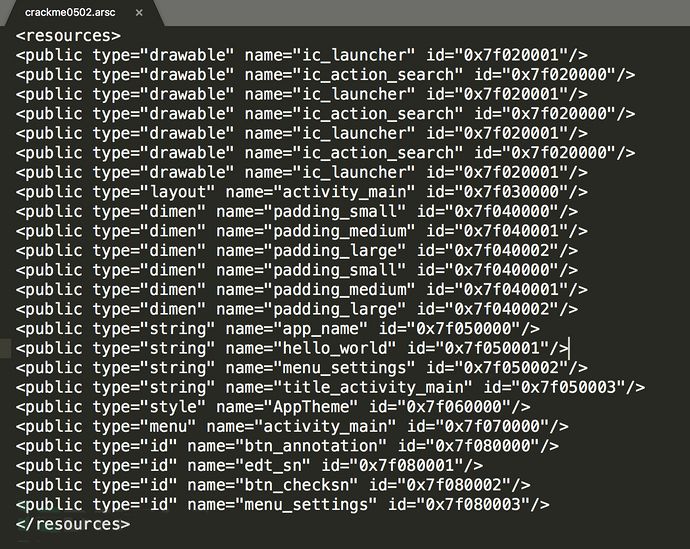 crackme0502.arsc ×
<resources>
<public type="drawable" name="ic_launcher" id="0x7f020001"/>
<public type="drawable" name="ic_action_search" id="0x7f020000"/>
<public type="drawable" name="ic_launcher" id="0x7f020001"/>
<public type="drawable" name="ic_action_search" id="0x7f020000"/>
<public type="drawable" name="ic_launcher" id="0x7f020001"/>
<public type="drawable" name="ic_action_search" id="0x7f020000"/>
<public type="drawable" name="ic_launcher" id="0x7f020001"/>
<public type="layout" name="activity_main" id="0x7f030000"/>
<public type="dimen" name="padding_small" id="0x7f040000"/>
<public type="dimen" name="padding_medium" id="0x7f040001"/>
<public type="dimen" name="padding_large" id="0x7f040002"/>
<public type="dimen" name="padding_small" id="0x7f040000"/>
<public type="dimen" name="padding_medium" id="0x7f040001"/>
<public type="dimen" name="padding_large" id="0x7f040002"/>
<public type="string" name="app_name" id="0x7f050000"/>
<public type="string" name="hello_world" id="0x7f050001"/>
<public type="string" name="menu_settings" id="0x7f050002"/>
<public type="string" name="title_activity_main" id="0x7f050003"/>
<public type="style" name="AppTheme" id="0x7f060000"/>
<public type="menu" name="activity_main" id="0x7f070000"/>
<public type="id" name="btn_annotation" id="0x7f080000"/>
<public type="id" name="edt_sn" id="0x7f080001"/>
<public type="id" name="btn_checksn" id="0x7f080002"/>
<public type="id" name="menu_settings" id="0x7f080003"/>
</resources>